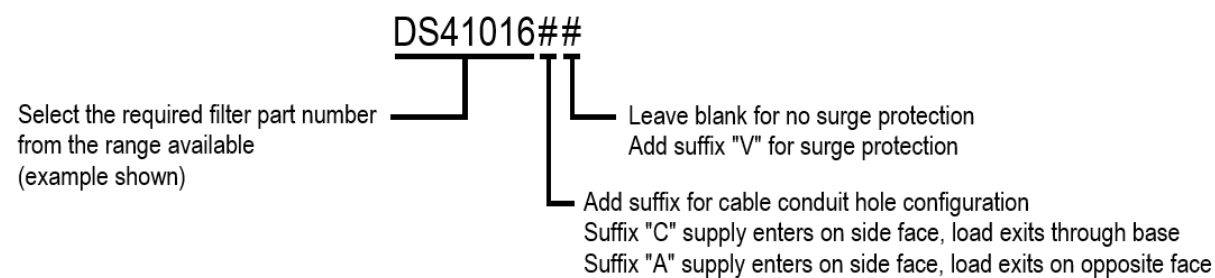 DS41016##
Select the required filter part number
from the range available
(example shown)
Leave blank for no surge protection
Add suffix "V" for surge protection
Add suffix for cable conduit hole configuration
Suffix "C" supply enters on side face, load exits through base
Suffix "A" supply enters on side face, load exits on opposite face